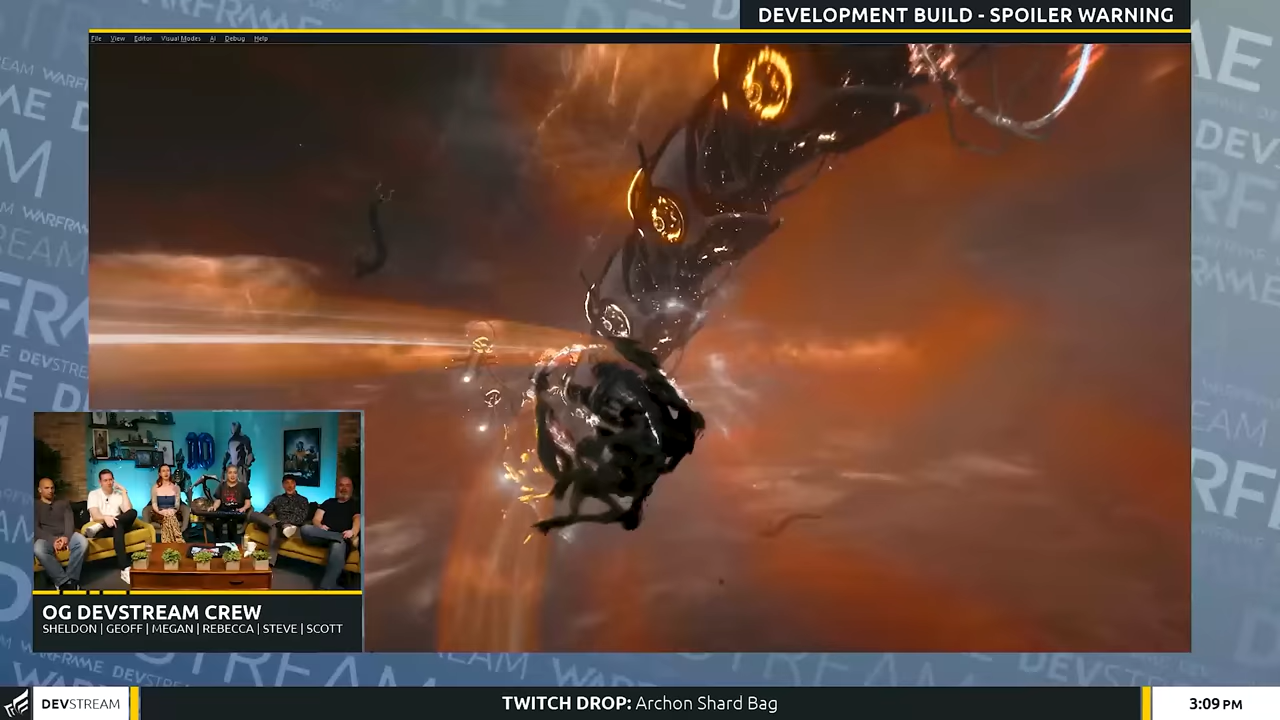 DEVELOPMENT BUILD - SPOILER WARNING
File View Editor Visual Modes AI Debug Help
OG DEVSTREAM CREW
SHELDON | GEOFF | MEGAN | REBECCA | STEVE | SCOTT
DEVSTREAM
TWITCH DROP: Archon Shard Bag
3:09 PM